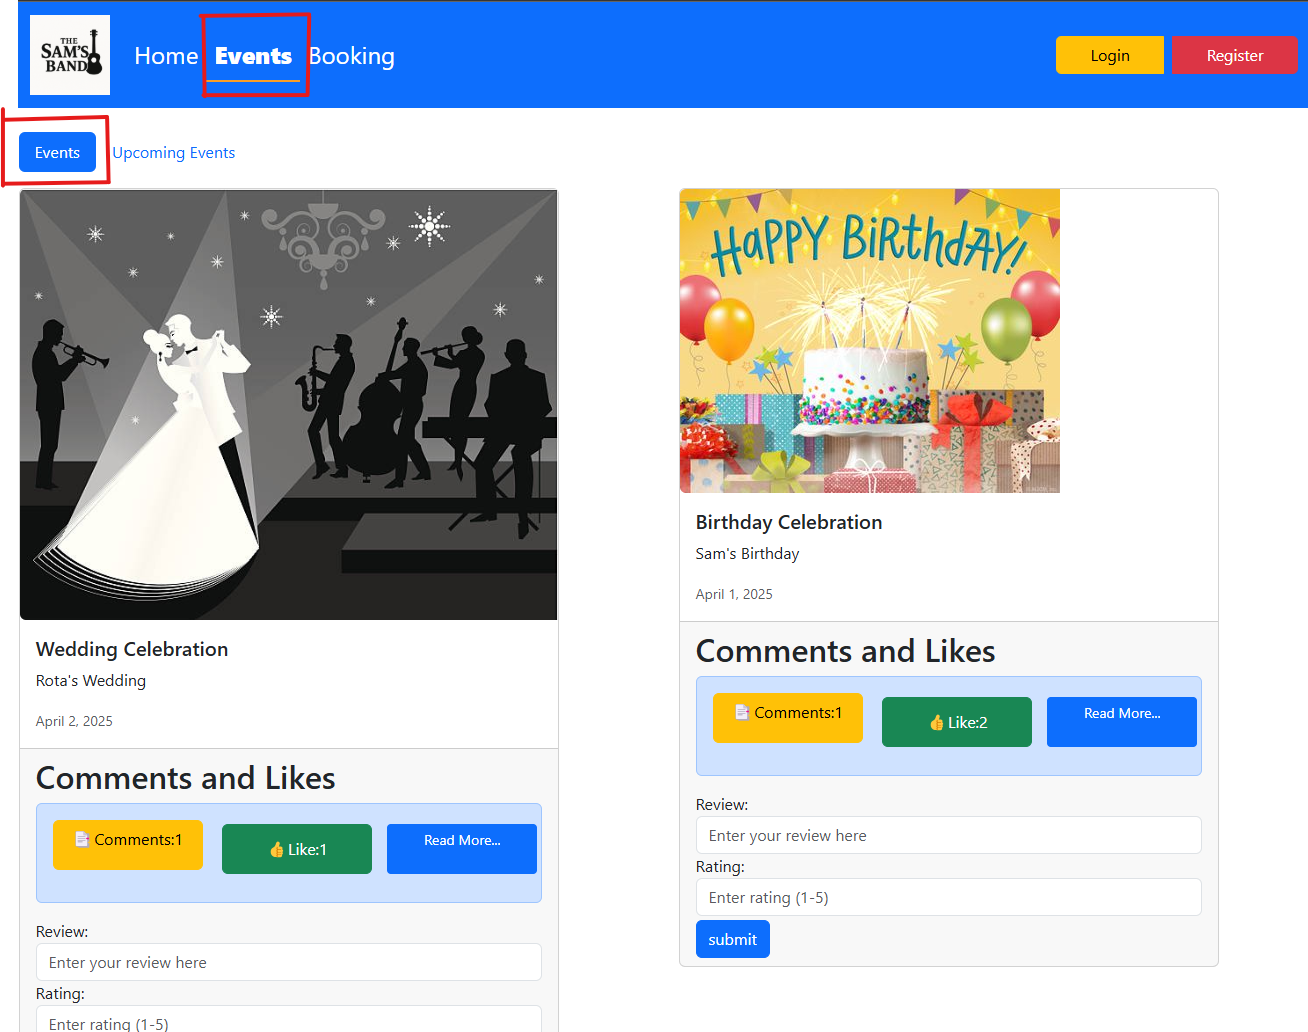 THE
SAM'S
BAND
Home Events Booking
Login Register
Events Upcoming Events
Wedding Celebration
Rota's Wedding
April 2, 2025
Comments and Likes
📑 Comments:1 👍 Like:1 Read More...
Review:
Enter your review here
Rating:
Enter rating (1-5)
HAPPY BIRTHDAY!
Birthday Celebration
Sam's Birthday
April 1, 2025
Comments and Likes
📑 Comments:1 👍 Like:2 Read More...
Review:
Enter your review here
Rating:
Enter rating (1-5)
submit